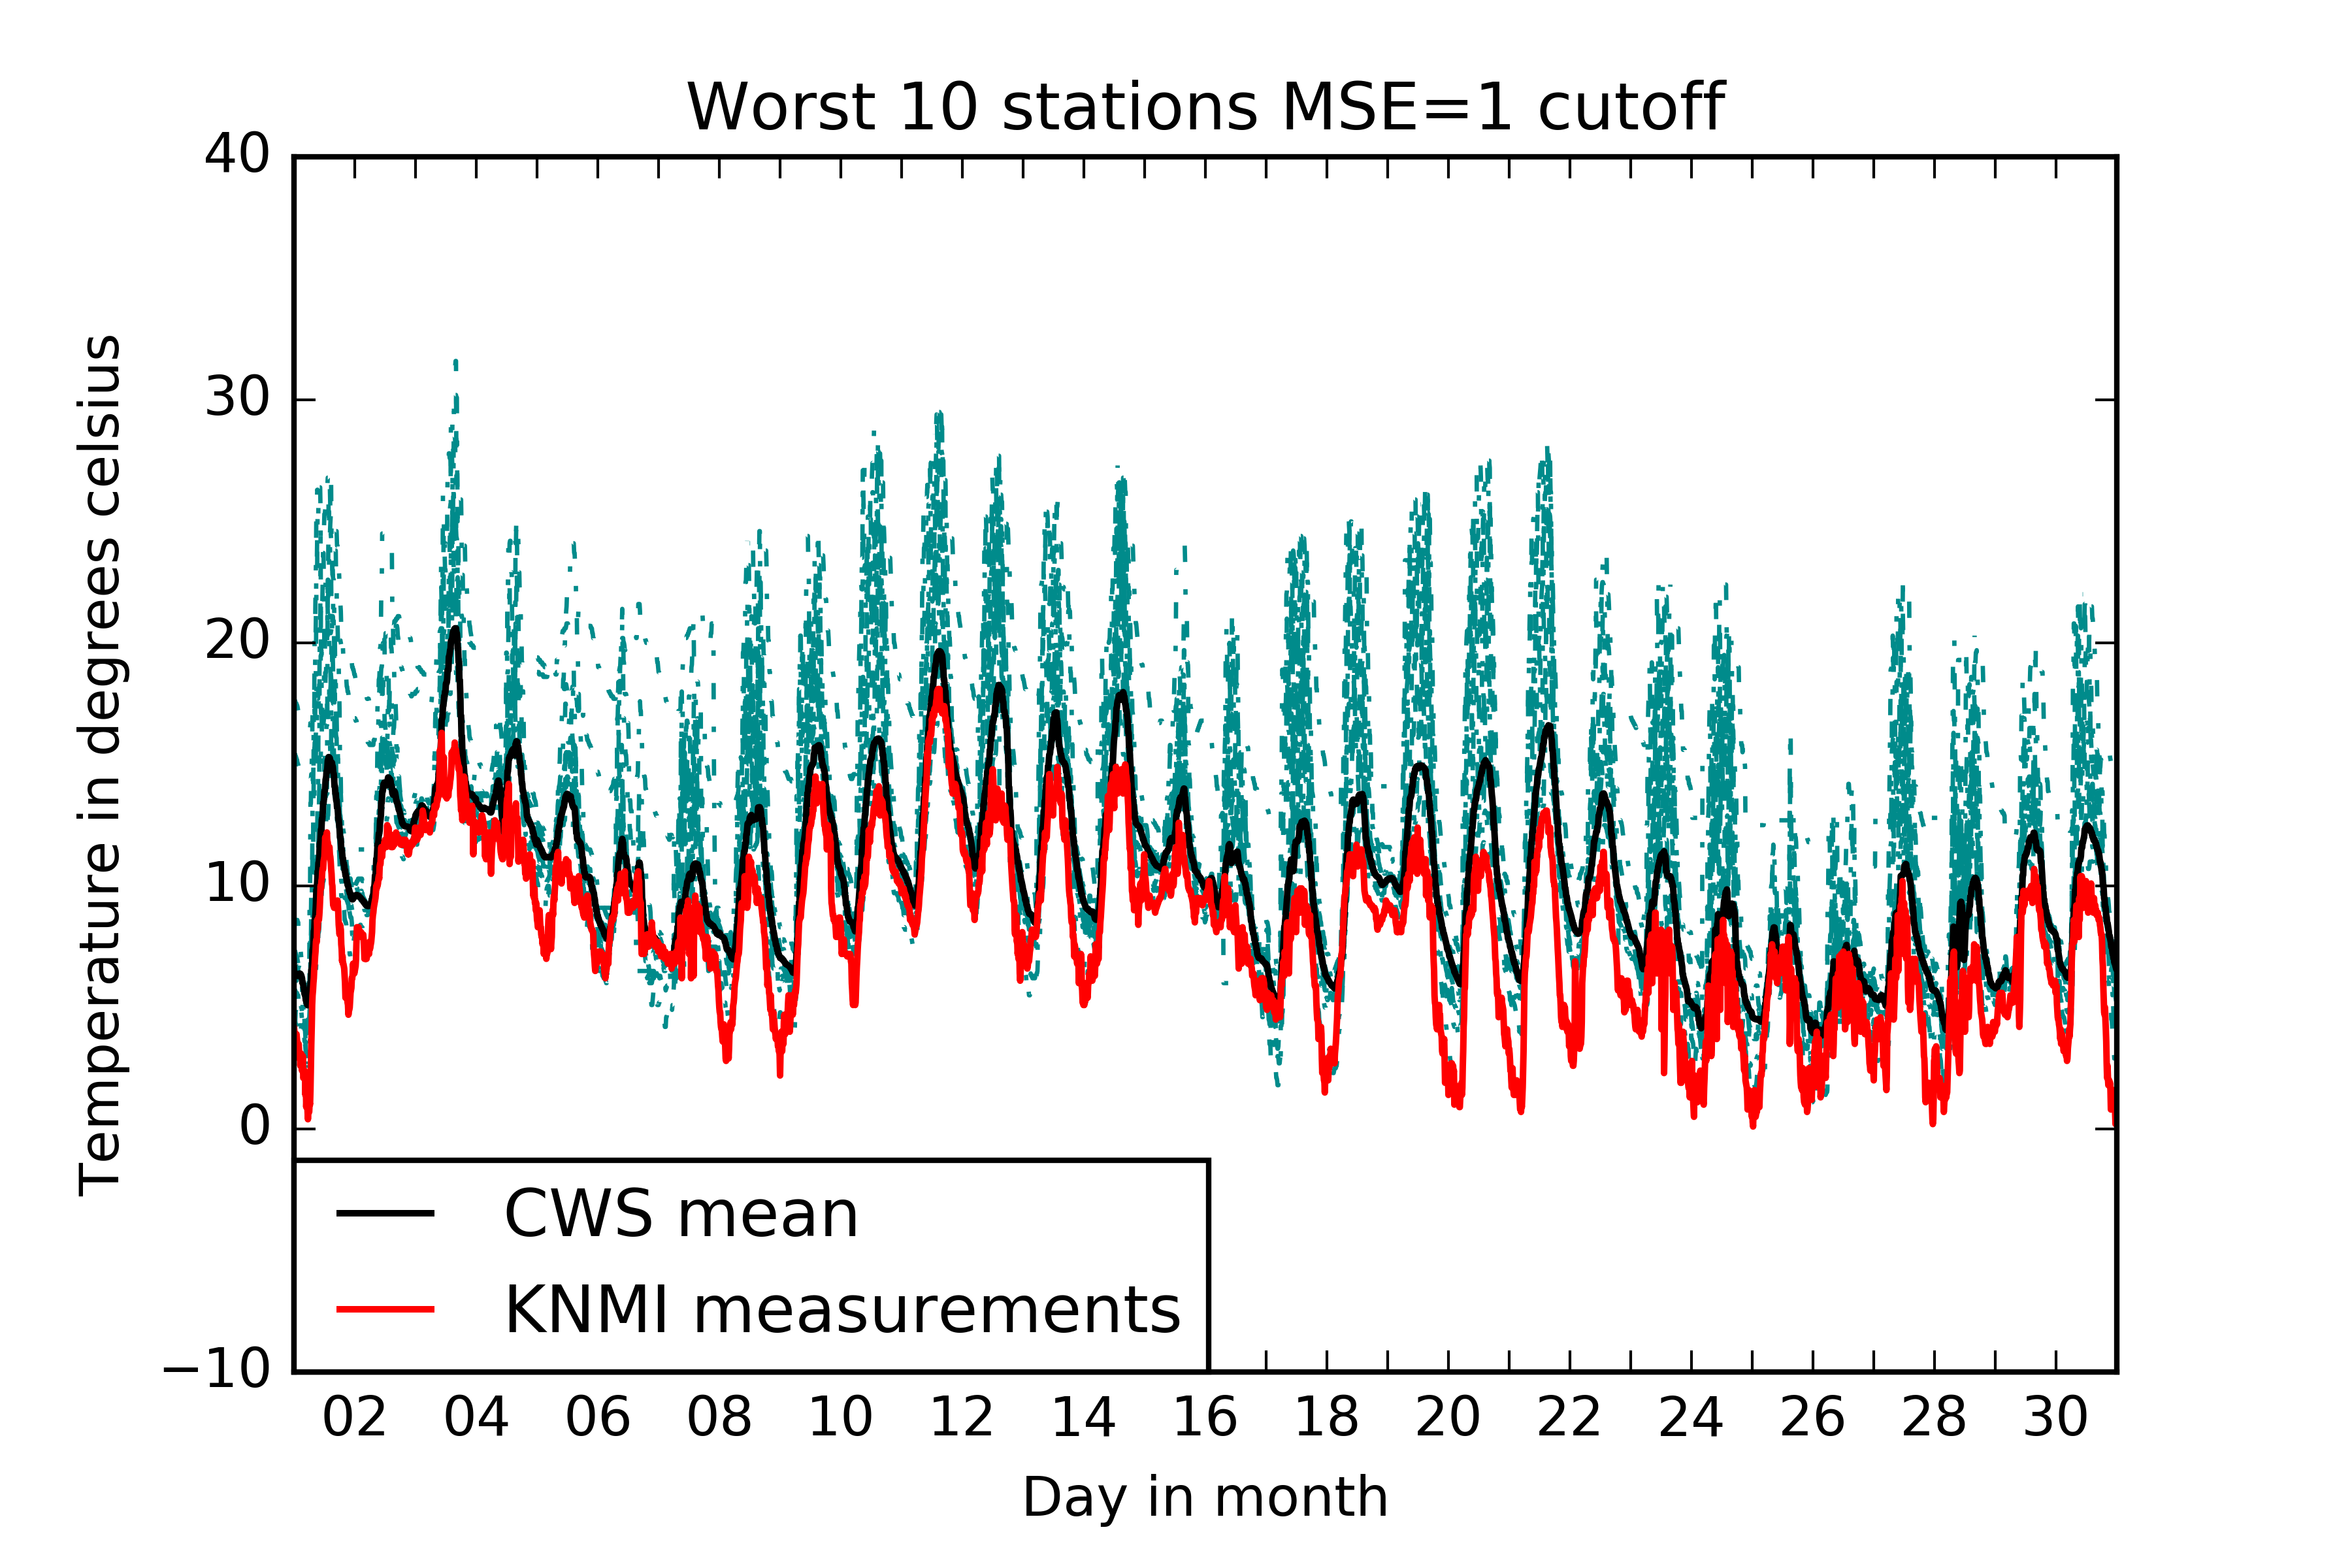 Worst 10 stations MSE=1 cutoff
40
30
20
10
0
−10
Temperature in degrees celsius
CWS mean
KNMI measurements
02 04 06 08 10 12 14 16 18 20 22 24 26 28 30
Day in month